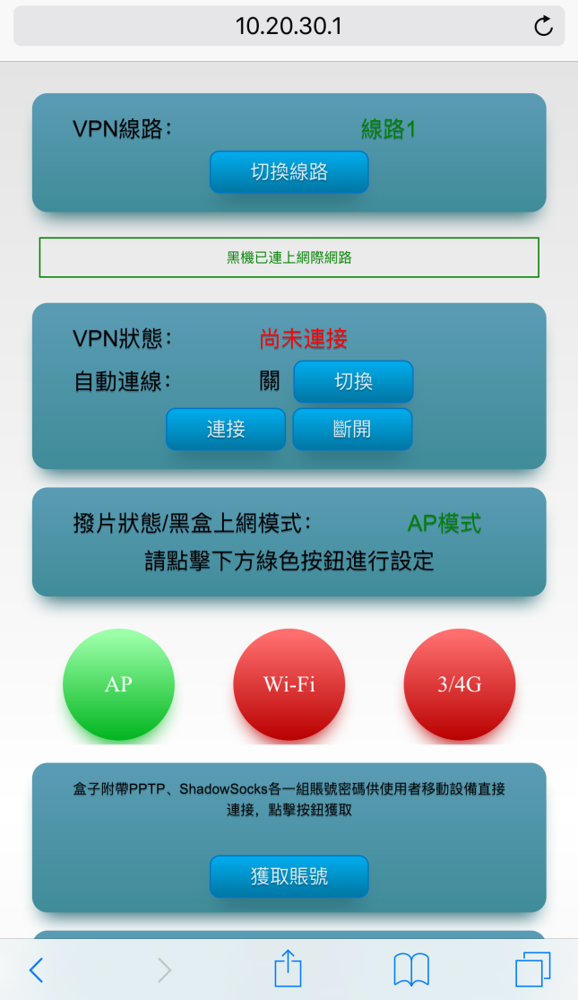 10.20.30.1
VPN線路： 線路1
切換線路
黑機已連上網際網路
VPN狀態： 尚未連接
自動連線： 關 切換
連接 斷開
撥片狀態/黑盒上網模式： AP模式
請點擊下方綠色按鈕進行設定
AP Wi-Fi 3/4G
盒子附帶PPTP、ShadowSocks各一組賬號密碼供使用者移動設備直接
連接，點擊按鈕獲取
獲取賬號